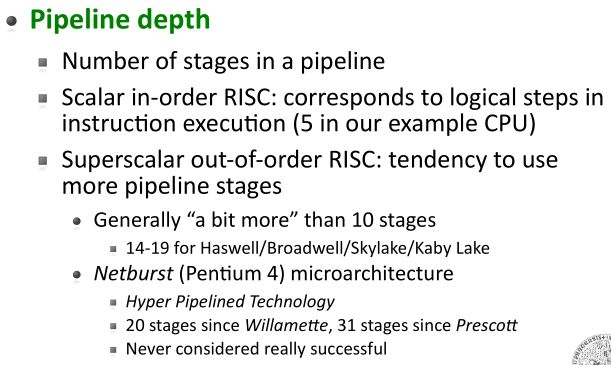 Pipeline depth
Number of stages in a pipeline
Scalar in-order RISC: corresponds to logical steps in
instruction execution (5 in our example CPU)
Superscalar out-of-order RISC: tendency to use
more pipeline stages
Generally “a bit more” than 10 stages
14-19 for Haswell/Broadwell/Skylake/Kaby Lake
Netburst (Pentium 4) microarchitecture
Hyper Pipelined Technology
20 stages since Willamette, 31 stages since Prescott
Never considered really successful